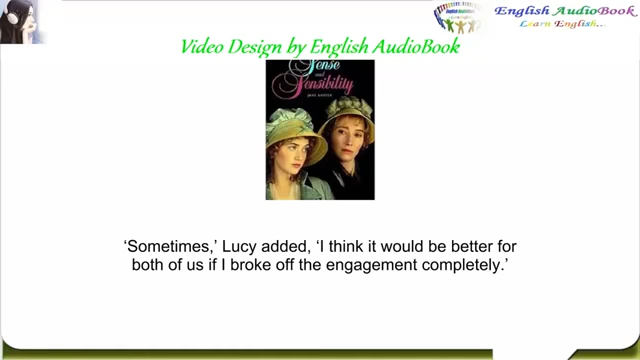 English AudioBook
Learn English...
Video Design by English AudioBook
Sense
and
Sensibility
JANE AUSTEN
‘Sometimes,’ Lucy added, ‘I think it would be better for
both of us if I broke off the engagement completely.’